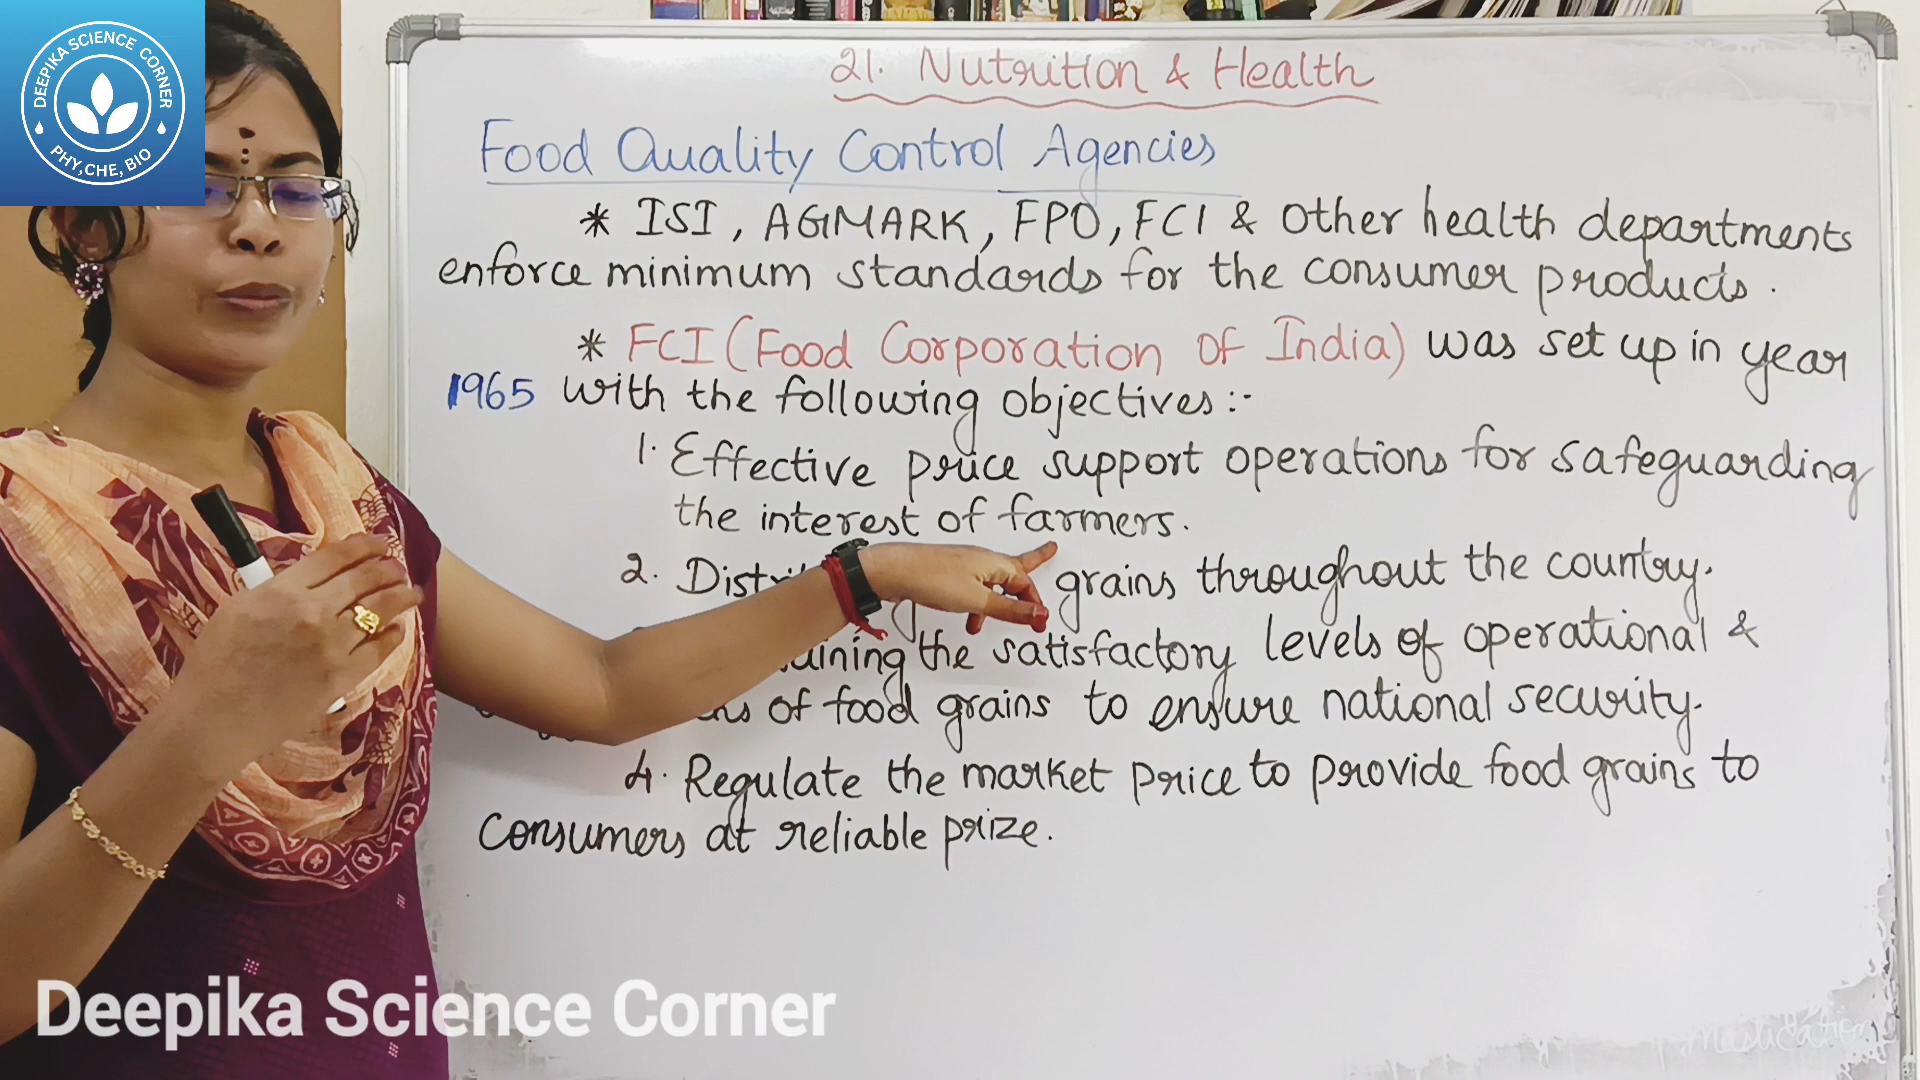 DEEPIKA SCIENCE CORNER
PHY,CHE, BIO
21. Nutrition & Health
Food Quality Control Agencies
* ISI, AGMARK, FPO, FCI & Other health departments
enforce minimum standards for the consumer products.
* FCI (Food Corporation Of India) was set up in year
1965 with the following objectives:-
1. Effective price support operations for safeguarding
the interest of farmers.
2. grains throughout the country.
the satisfactory levels of operational &
of food grains to ensure national security.
4. Regulate the market price to provide food grains to
consumers at reliable prize.
Deepika Science Corner